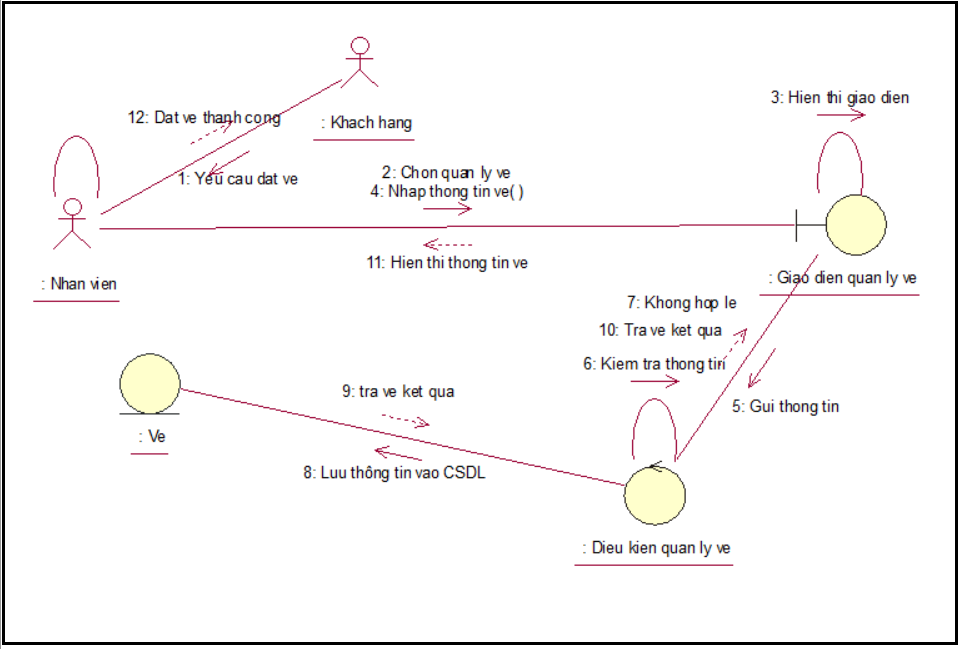 3: Hien thi giao dien
12: Dat ve thanh cong
: Khach hang
1: Yeu cau dat ve
2: Chon quan ly ve
4: Nhap thong tin ve( )
11: Hien thi thong tin ve
: Nhan vien
: Giao dien quan ly ve
7: Khong hop le
10: Tra ve ket qua
6: Kiem tra thong tin
9: tra ve ket qua
5: Gui thong tin
: Ve
8: Luu thông tin vao CSDL
: Dieu kien quan ly ve